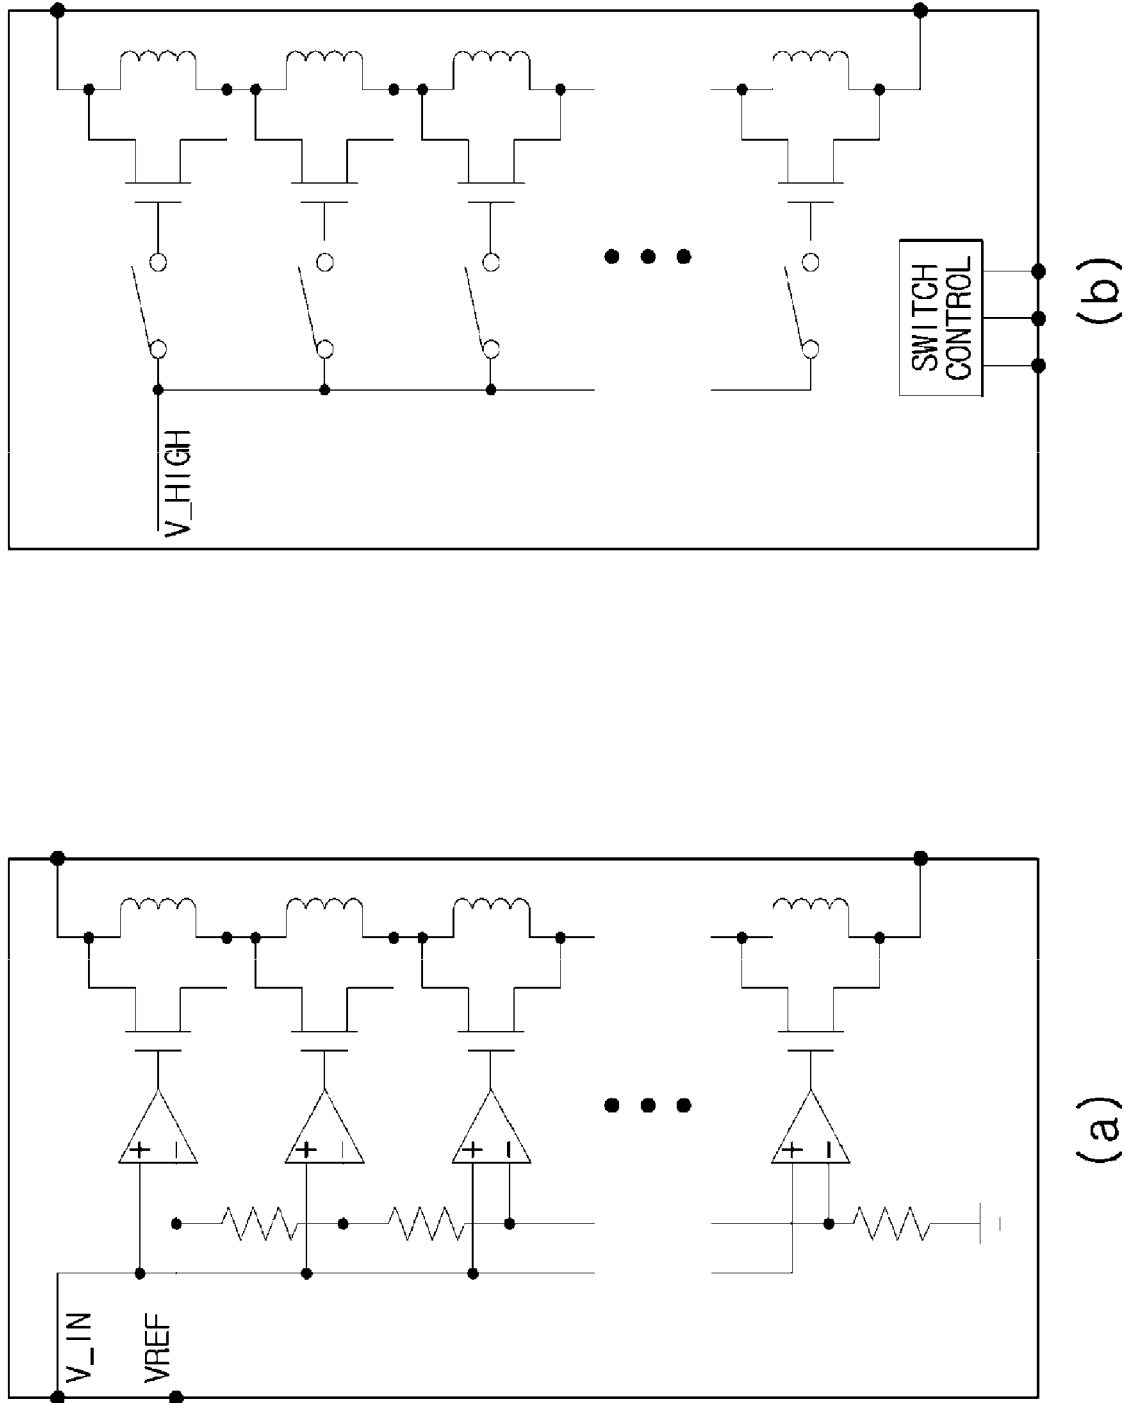 V_IN
VREF
+
−
+
−
+
−
+
−
(a)
V_HIGH
SWITCH
CONTROL
(b)